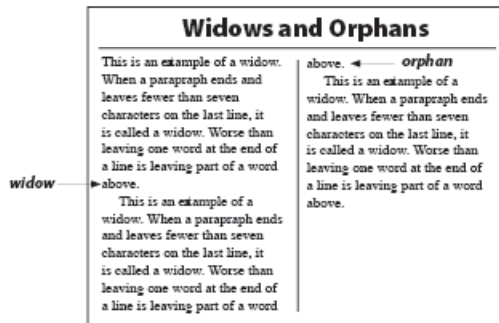 Widows and Orphans
This is an example of a widow.
When a parapraph ends and
leaves fewer than seven
characters on the last line, it
is called a widow. Worse than
leaving one word at the end of
a line is leaving part of a word
widow
above.
This is an example of a
widow. When a parapraph ends
and leaves fewer than seven
characters on the last line, it
is called a widow. Worse than
leaving one word at the end of
a line is leaving part of a word
above.
orphan
This is an example of a
widow. When a parapraph ends
and leaves fewer than seven
characters on the last line, it
is called a widow. Worse than
leaving one word at the end of
a line is leaving part of a word
above.